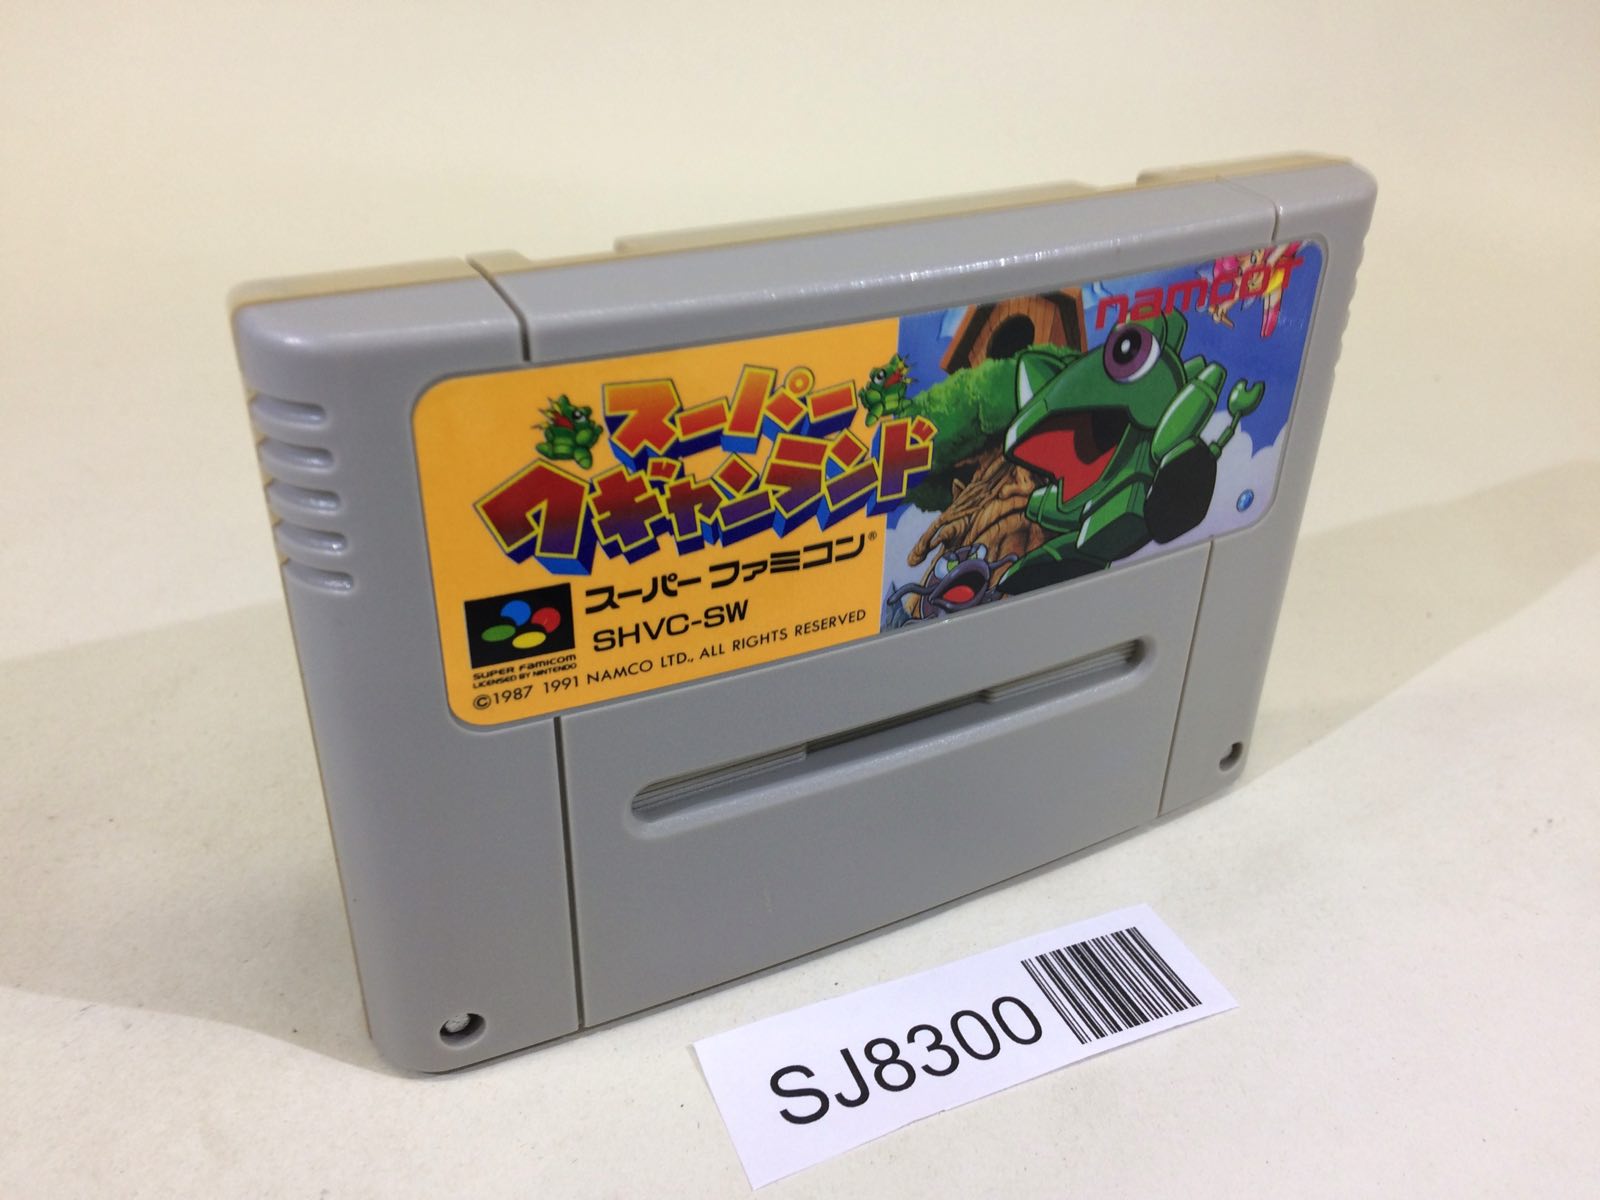 namcot
スーパー
ワギャンランド
スーパーファミコン®
SHVC-SW
SUPER FAMICOM
LICENSED BY NINTENDO
©1987 1991 NAMCO LTD., ALL RIGHTS RESERVED
SJ8300